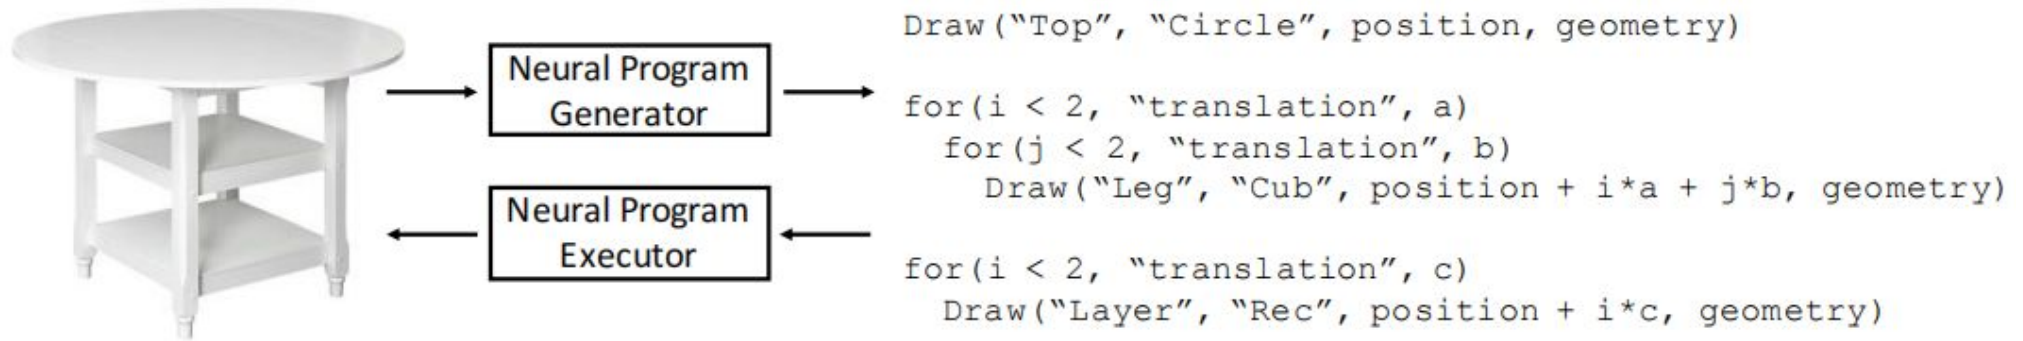 Neural Program
Generator
Neural Program
Executor
Draw(“Top”, “Circle”, position, geometry)
for(i < 2, “translation”, a)
for(j < 2, “translation”, b)
Draw(“Leg”, “Cub”, position + i*a + j*b, geometry)
for(i < 2, “translation”, c)
Draw(“Layer”, “Rec”, position + i*c, geometry)